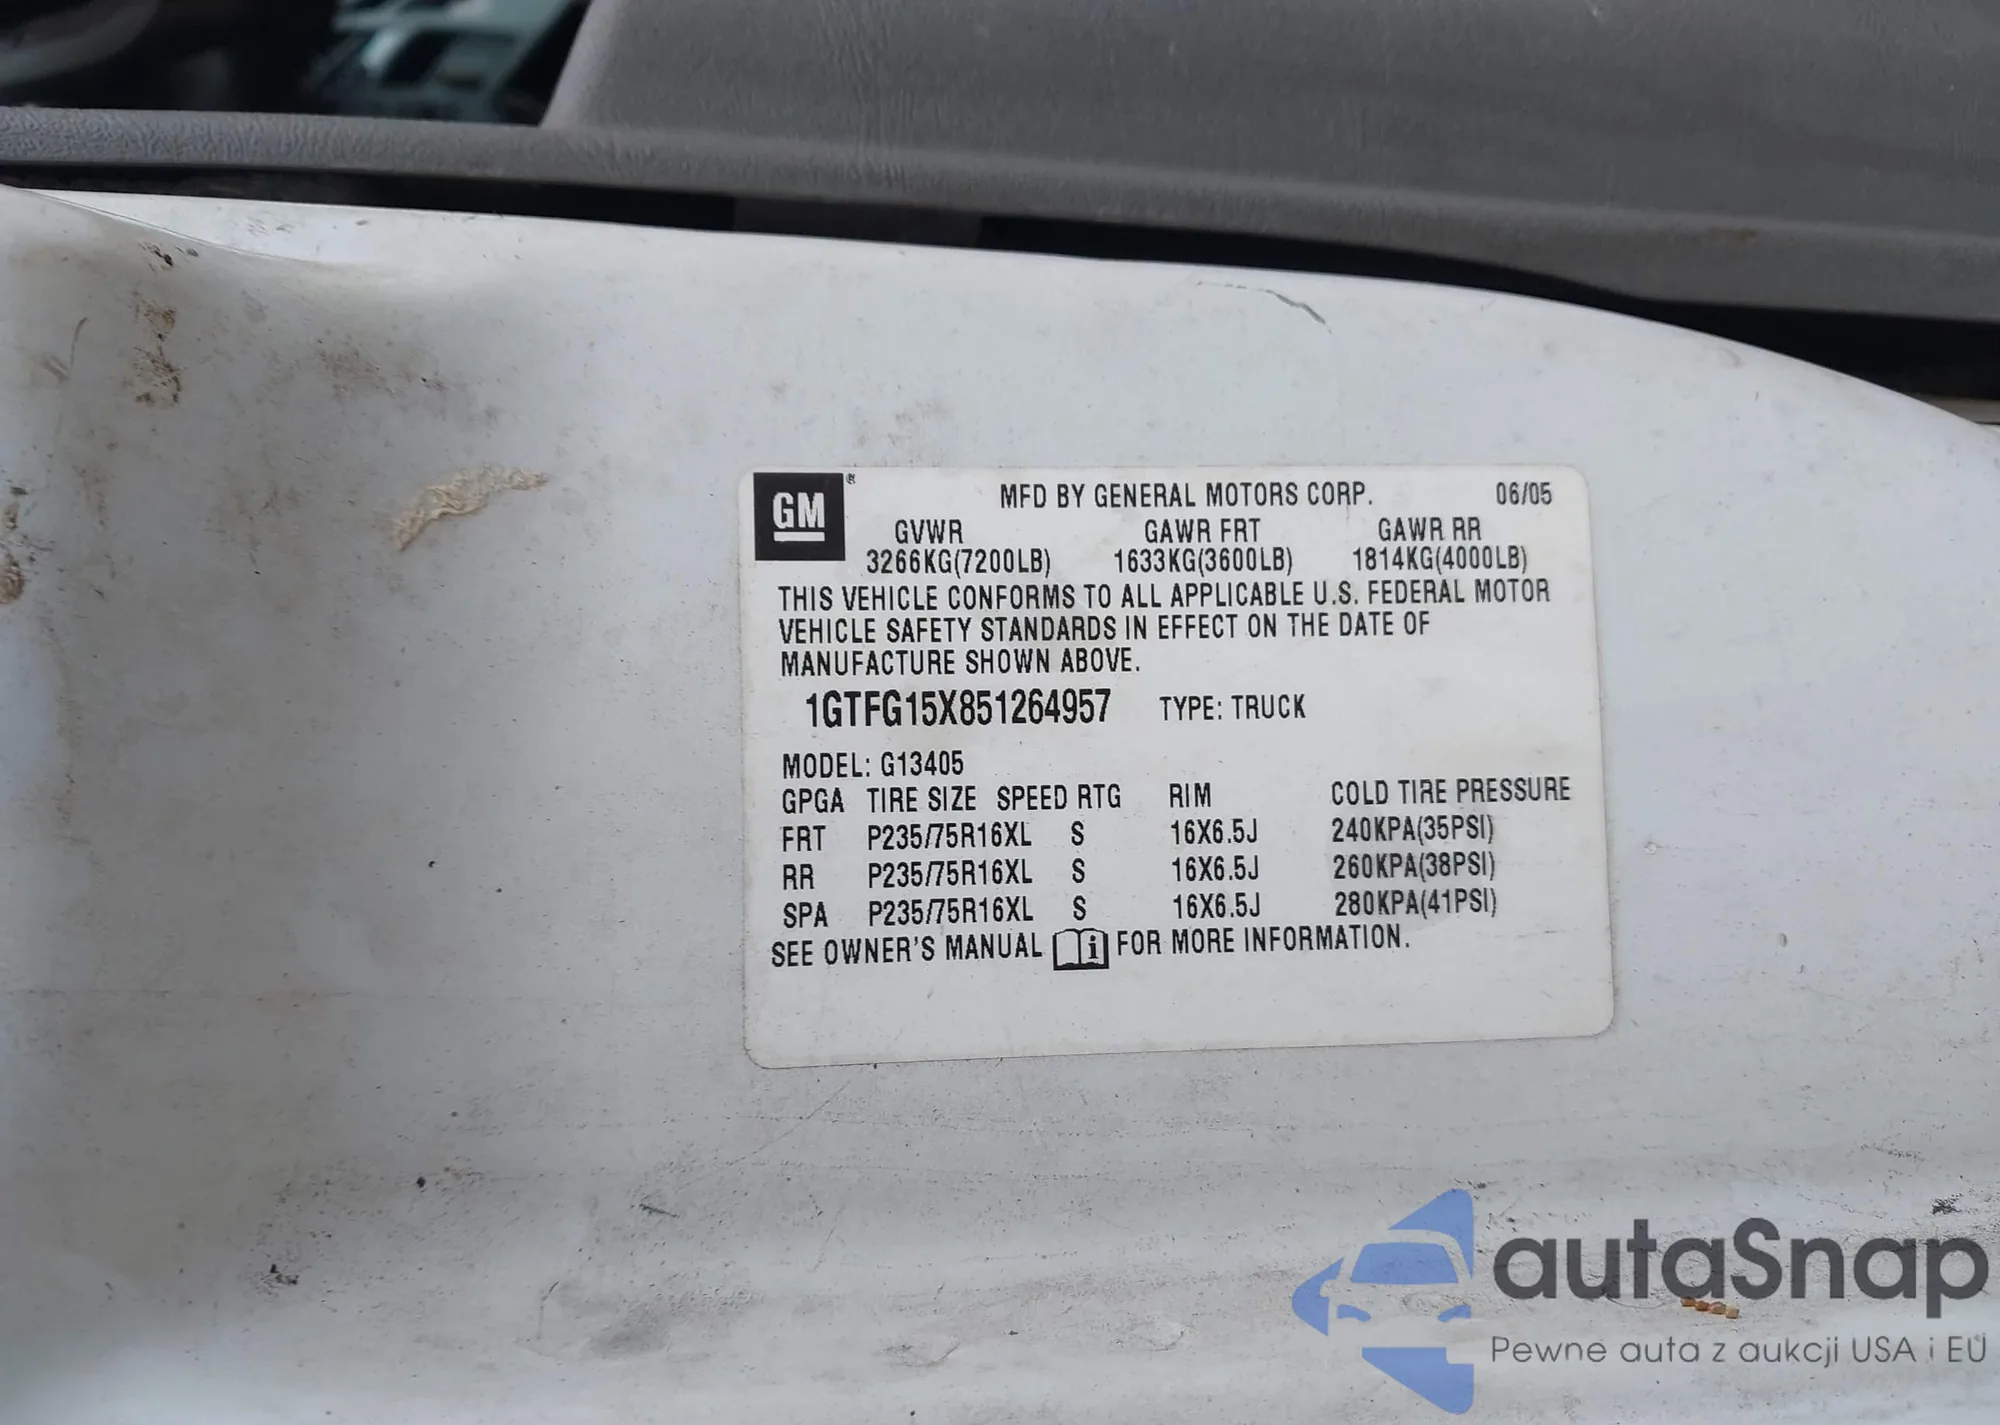 GM ® MFD BY GENERAL MOTORS CORP. 06/05
GVWR GAWR FRT GAWR RR
3266KG(7200LB) 1633KG(3600LB) 1814KG(4000LB)
THIS VEHICLE CONFORMS TO ALL APPLICABLE U.S. FEDERAL MOTOR
VEHICLE SAFETY STANDARDS IN EFFECT ON THE DATE OF
MANUFACTURE SHOWN ABOVE.
1GTFG15X851264957 TYPE: TRUCK
MODEL: G13405
GPGA TIRE SIZE SPEED RTG RIM COLD TIRE PRESSURE
FRT P235/75R16XL S 16X6.5J 240KPA(35PSI)
RR P235/75R16XL S 16X6.5J 260KPA(38PSI)
SPA P235/75R16XL S 16X6.5J 280KPA(41PSI)
SEE OWNER'S MANUAL i FOR MORE INFORMATION.
autaSnap
Pewne auta z aukcji USA i EU